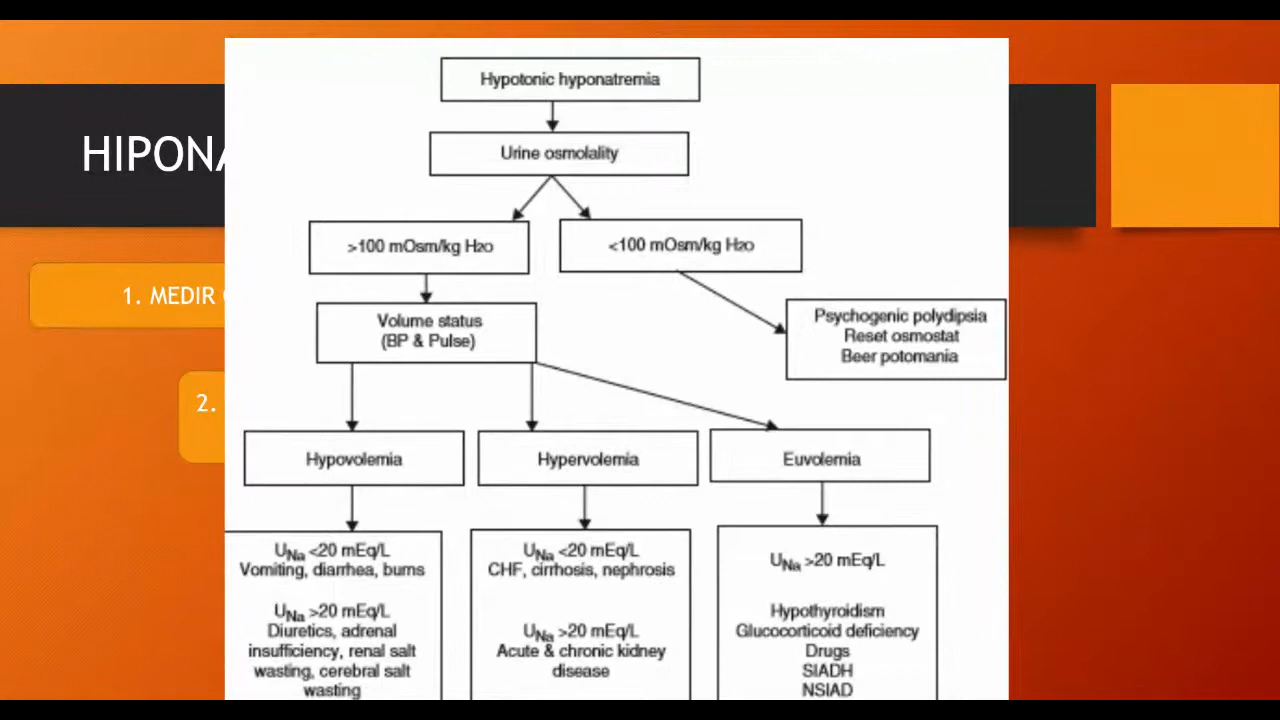 HIPONA
1. MEDIR
2.
Hypotonic hyponatremia
Urine osmolality
>100 mOsm/kg H2O
<100 mOsm/kg H2O
Volume status
(BP & Pulse)
Psychogenic polydipsia
Reset osmostat
Beer potomania
Hypovolemia
Hypervolemia
Euvolemia
UNa <20 mEq/L
Vomiting, diarrhea, burns
UNa >20 mEq/L
Diuretics, adrenal
insufficiency, renal salt
wasting, cerebral salt
wasting
UNa <20 mEq/L
CHF, cirrhosis, nephrosis
UNa >20 mEq/L
Acute & chronic kidney
disease
UNa >20 mEq/L
Hypothyroidism
Glucocorticoid deficiency
Drugs
SIADH
NSIAD